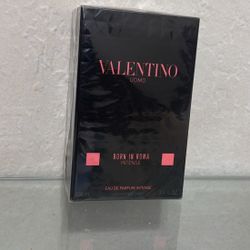 VALENTINO
UOMO
BORN IN ROMA
INTENSE
EAU DE PARFUM INTENSE